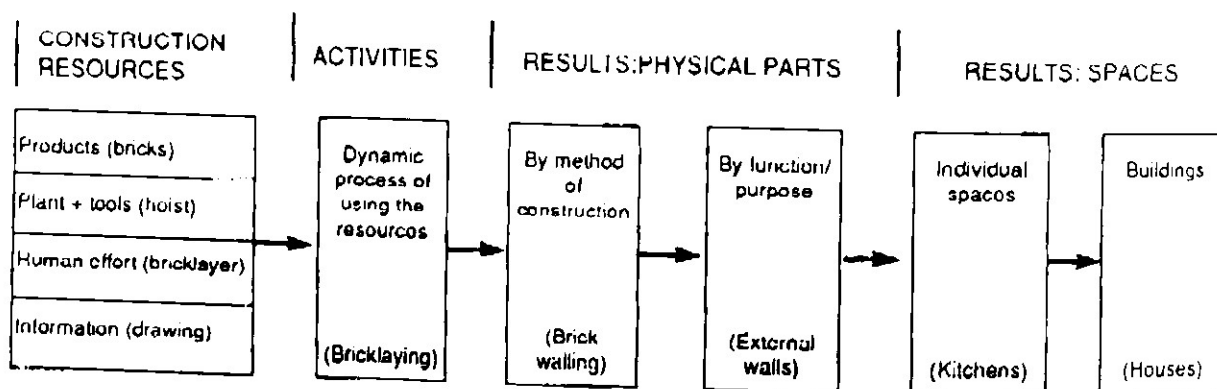 CONSTRUCTION
RESOURCES
ACTIVITIES
RESULTS:PHYSICAL PARTS
RESULTS: SPACES
Products (bricks)
Plant + tools (hoist)
Human effort (bricklayer)
Information (drawing)
Dynamic
process of
using the
resources
(Bricklaying)
By method
of
construction
(Brick
walling)
By function/
purpose
(External
walls)
Individual
spacos
(Kitchens)
Buildings
(Houses)